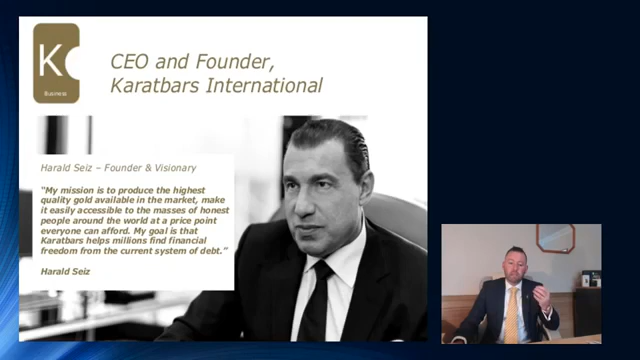 K
Business
CEO and Founder,
Karatbars International
Harald Seiz – Founder & Visionary
"My mission is to produce the highest
quality gold available in the market, make
it easily accessible to the masses of honest
people around the world at a price point
everyone can afford. My goal is that
Karatbars helps millions find financial
freedom from the current system of debt."
Harald Seiz